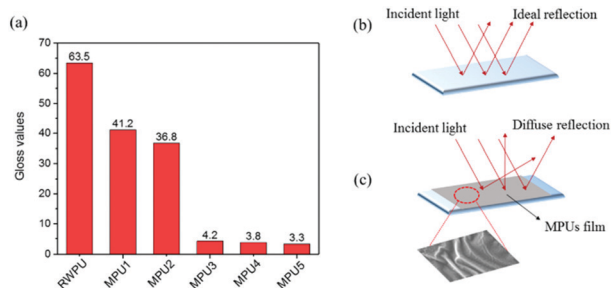 (a)
Gloss values
70
60
50
40
30
20
10
0
63.5
41.2
36.8
4.2
3.8
3.3
RWPU
MPU1
MPU2
MPU3
MPU4
MPU5
(b)
Incident light
Ideal reflection
Incident light
Diffuse reflection
(c)
MPUs film